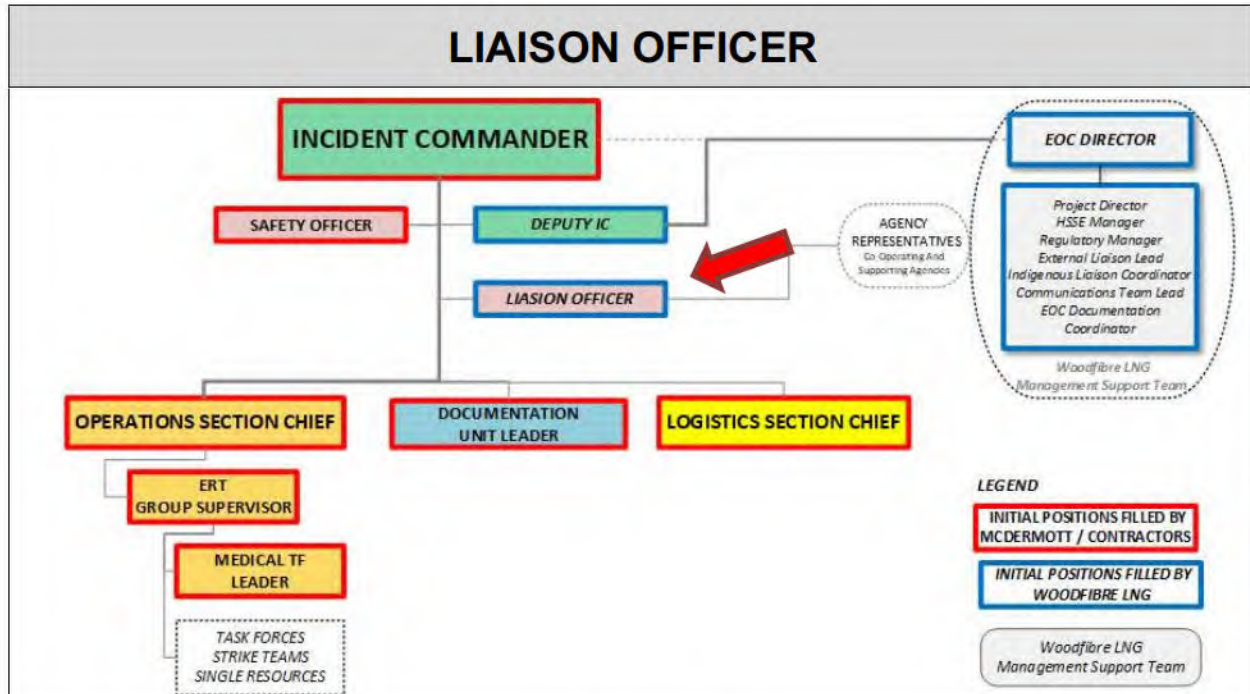 LIAISON OFFICER
INCIDENT COMMANDER
EOC DIRECTOR
SAFETY OFFICER
DEPUTY IC
LIASION OFFICER
AGENCY
REPRESENTATIVES
Co-Operating And
Supporting Agencies
Project Director
HSSE Manager
Regulatory Manager
External Liaison Lead
Indigenous Liaison Coordinator
Communications Team Lead
EOC Documentation
Coordinator
Woodfibre LNG
Management Support Team
OPERATIONS SECTION CHIEF
DOCUMENTATION
UNIT LEADER
LOGISTICS SECTION CHIEF
ERT
GROUP SUPERVISOR
MEDICAL TF
LEADER
TASK FORCES
STRIKE TEAMS
SINGLE RESOURCES
LEGEND
INITIAL POSITIONS FILLED BY
MCDERMOTT / CONTRACTORS
INITIAL POSITIONS FILLED BY
WOODFIBRE LNG
Woodfibre LNG
Management Support Team